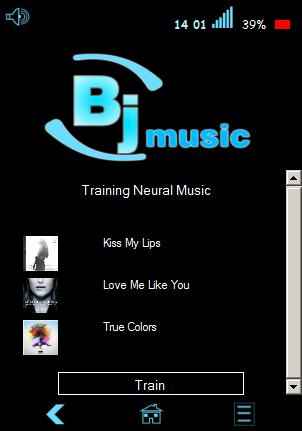 14 01 39%
Bj music
Training Neural Music
Kiss My Lips
Love Me Like You
True Colors
Train